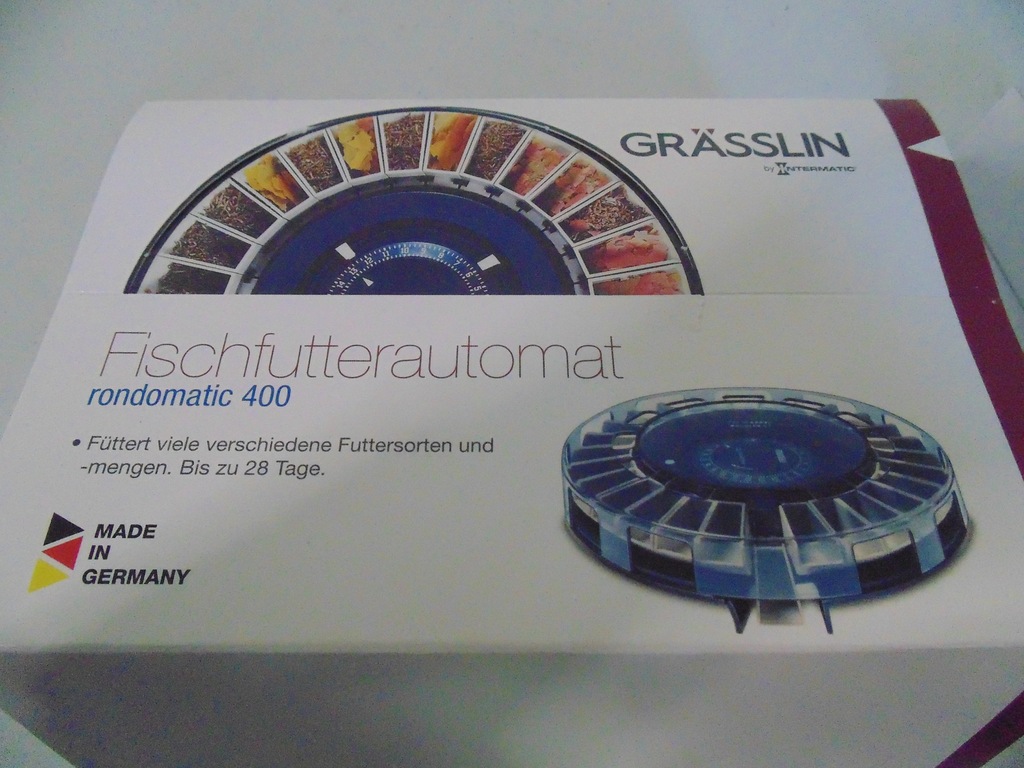 GRÄSSLIN
by INTERMATIC
Fischfutterautomat
rondomatic 400
• Füttert viele verschiedene Futtersorten und
-mengen. Bis zu 28 Tage.
MADE
IN
GERMANY